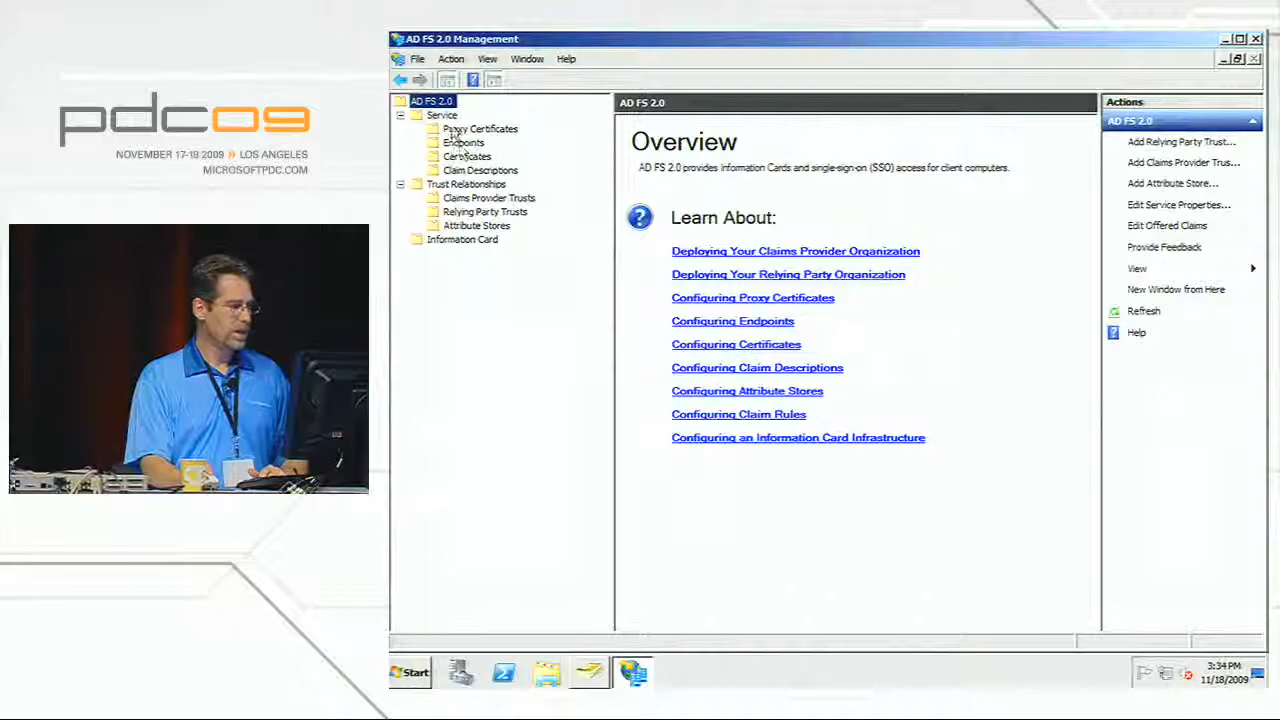 pdc09
NOVEMBER 17-19 2009 » LOS ANGELES
MICROSOFTPDC.COM
AD FS 2.0 Management
File Action View Window Help
AD FS 2.0
Service
Proxy Certificates
Endpoints
Certificates
Claim Descriptions
Trust Relationships
Claims Provider Trusts
Relying Party Trusts
Attribute Stores
Information Card
AD FS 2.0
Overview
AD FS 2.0 provides Information Cards and single-sign-on (SSO) access for client computers.
Learn About:
Deploying Your Claims Provider Organization
Deploying Your Relying Party Organization
Configuring Proxy Certificates
Configuring Endpoints
Configuring Certificates
Configuring Claim Descriptions
Configuring Attribute Stores
Configuring Claim Rules
Configuring an Information Card Infrastructure
Actions
AD FS 2.0
Add Relying Party Trust...
Add Claims Provider Trus...
Add Attribute Store...
Edit Service Properties...
Edit Offered Claims
Provide Feedback
View
New Window from Here
Refresh
Help
Start
3:34 PM
11/18/2009